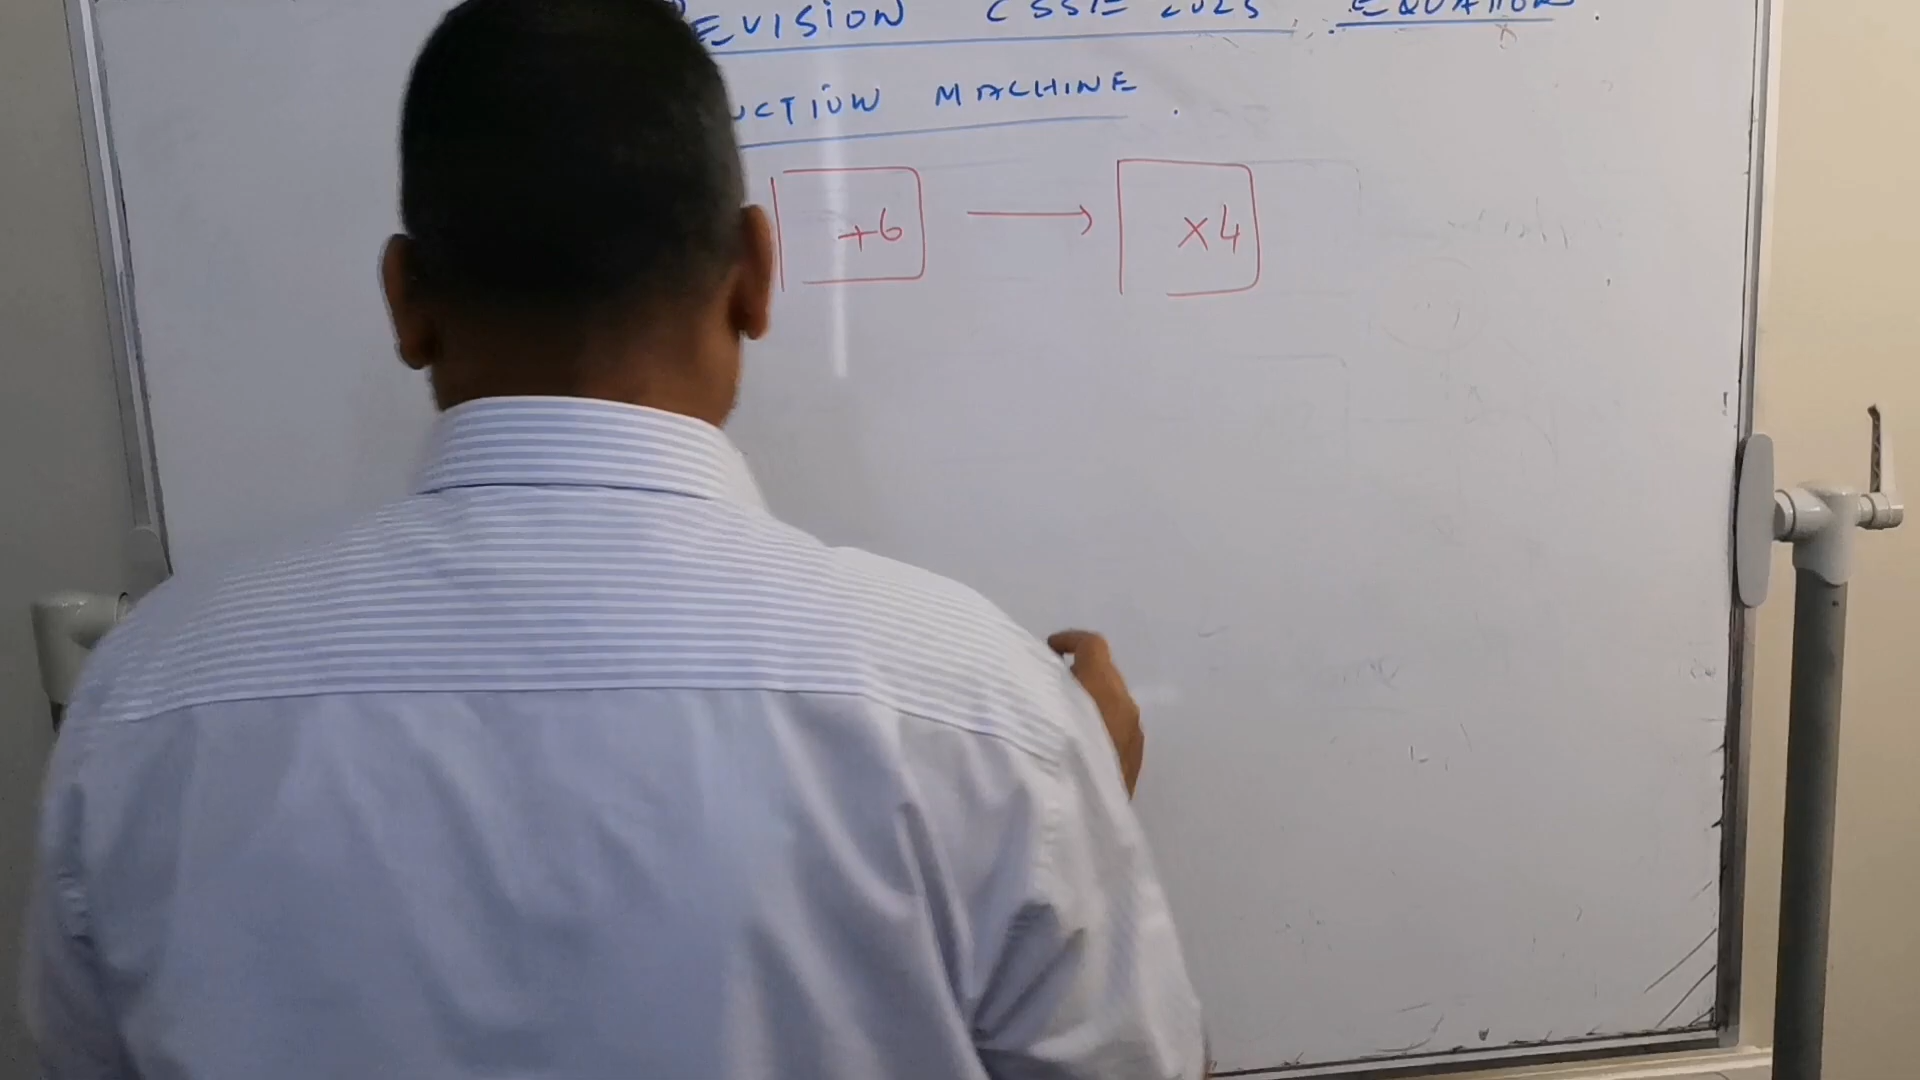 EVISION CSSE 2025 EQUATION.
UCTION MACHINE.
+6 → ×4